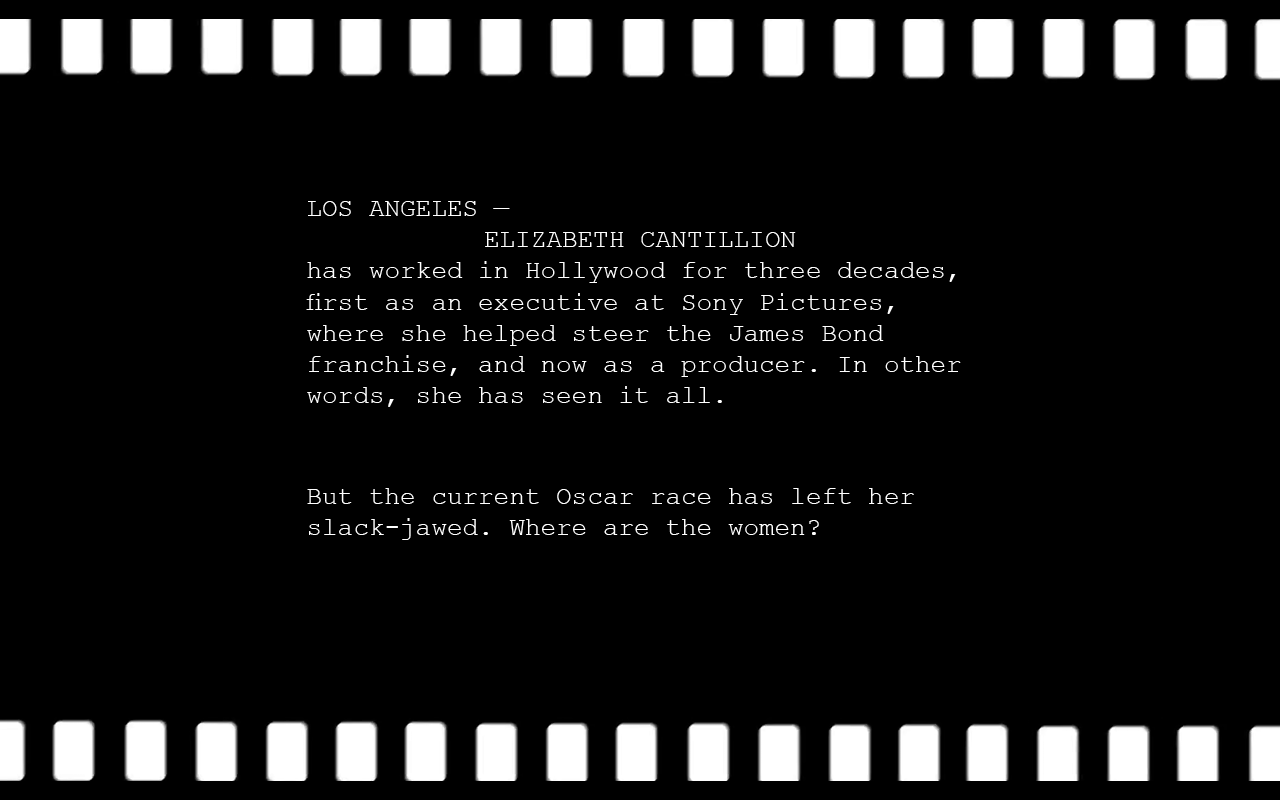 LOS ANGELES —
ELIZABETH CANTILLION
has worked in Hollywood for three decades,
first as an executive at Sony Pictures,
where she helped steer the James Bond
franchise, and now as a producer. In other
words, she has seen it all.
But the current Oscar race has left her
slack-jawed. Where are the women?